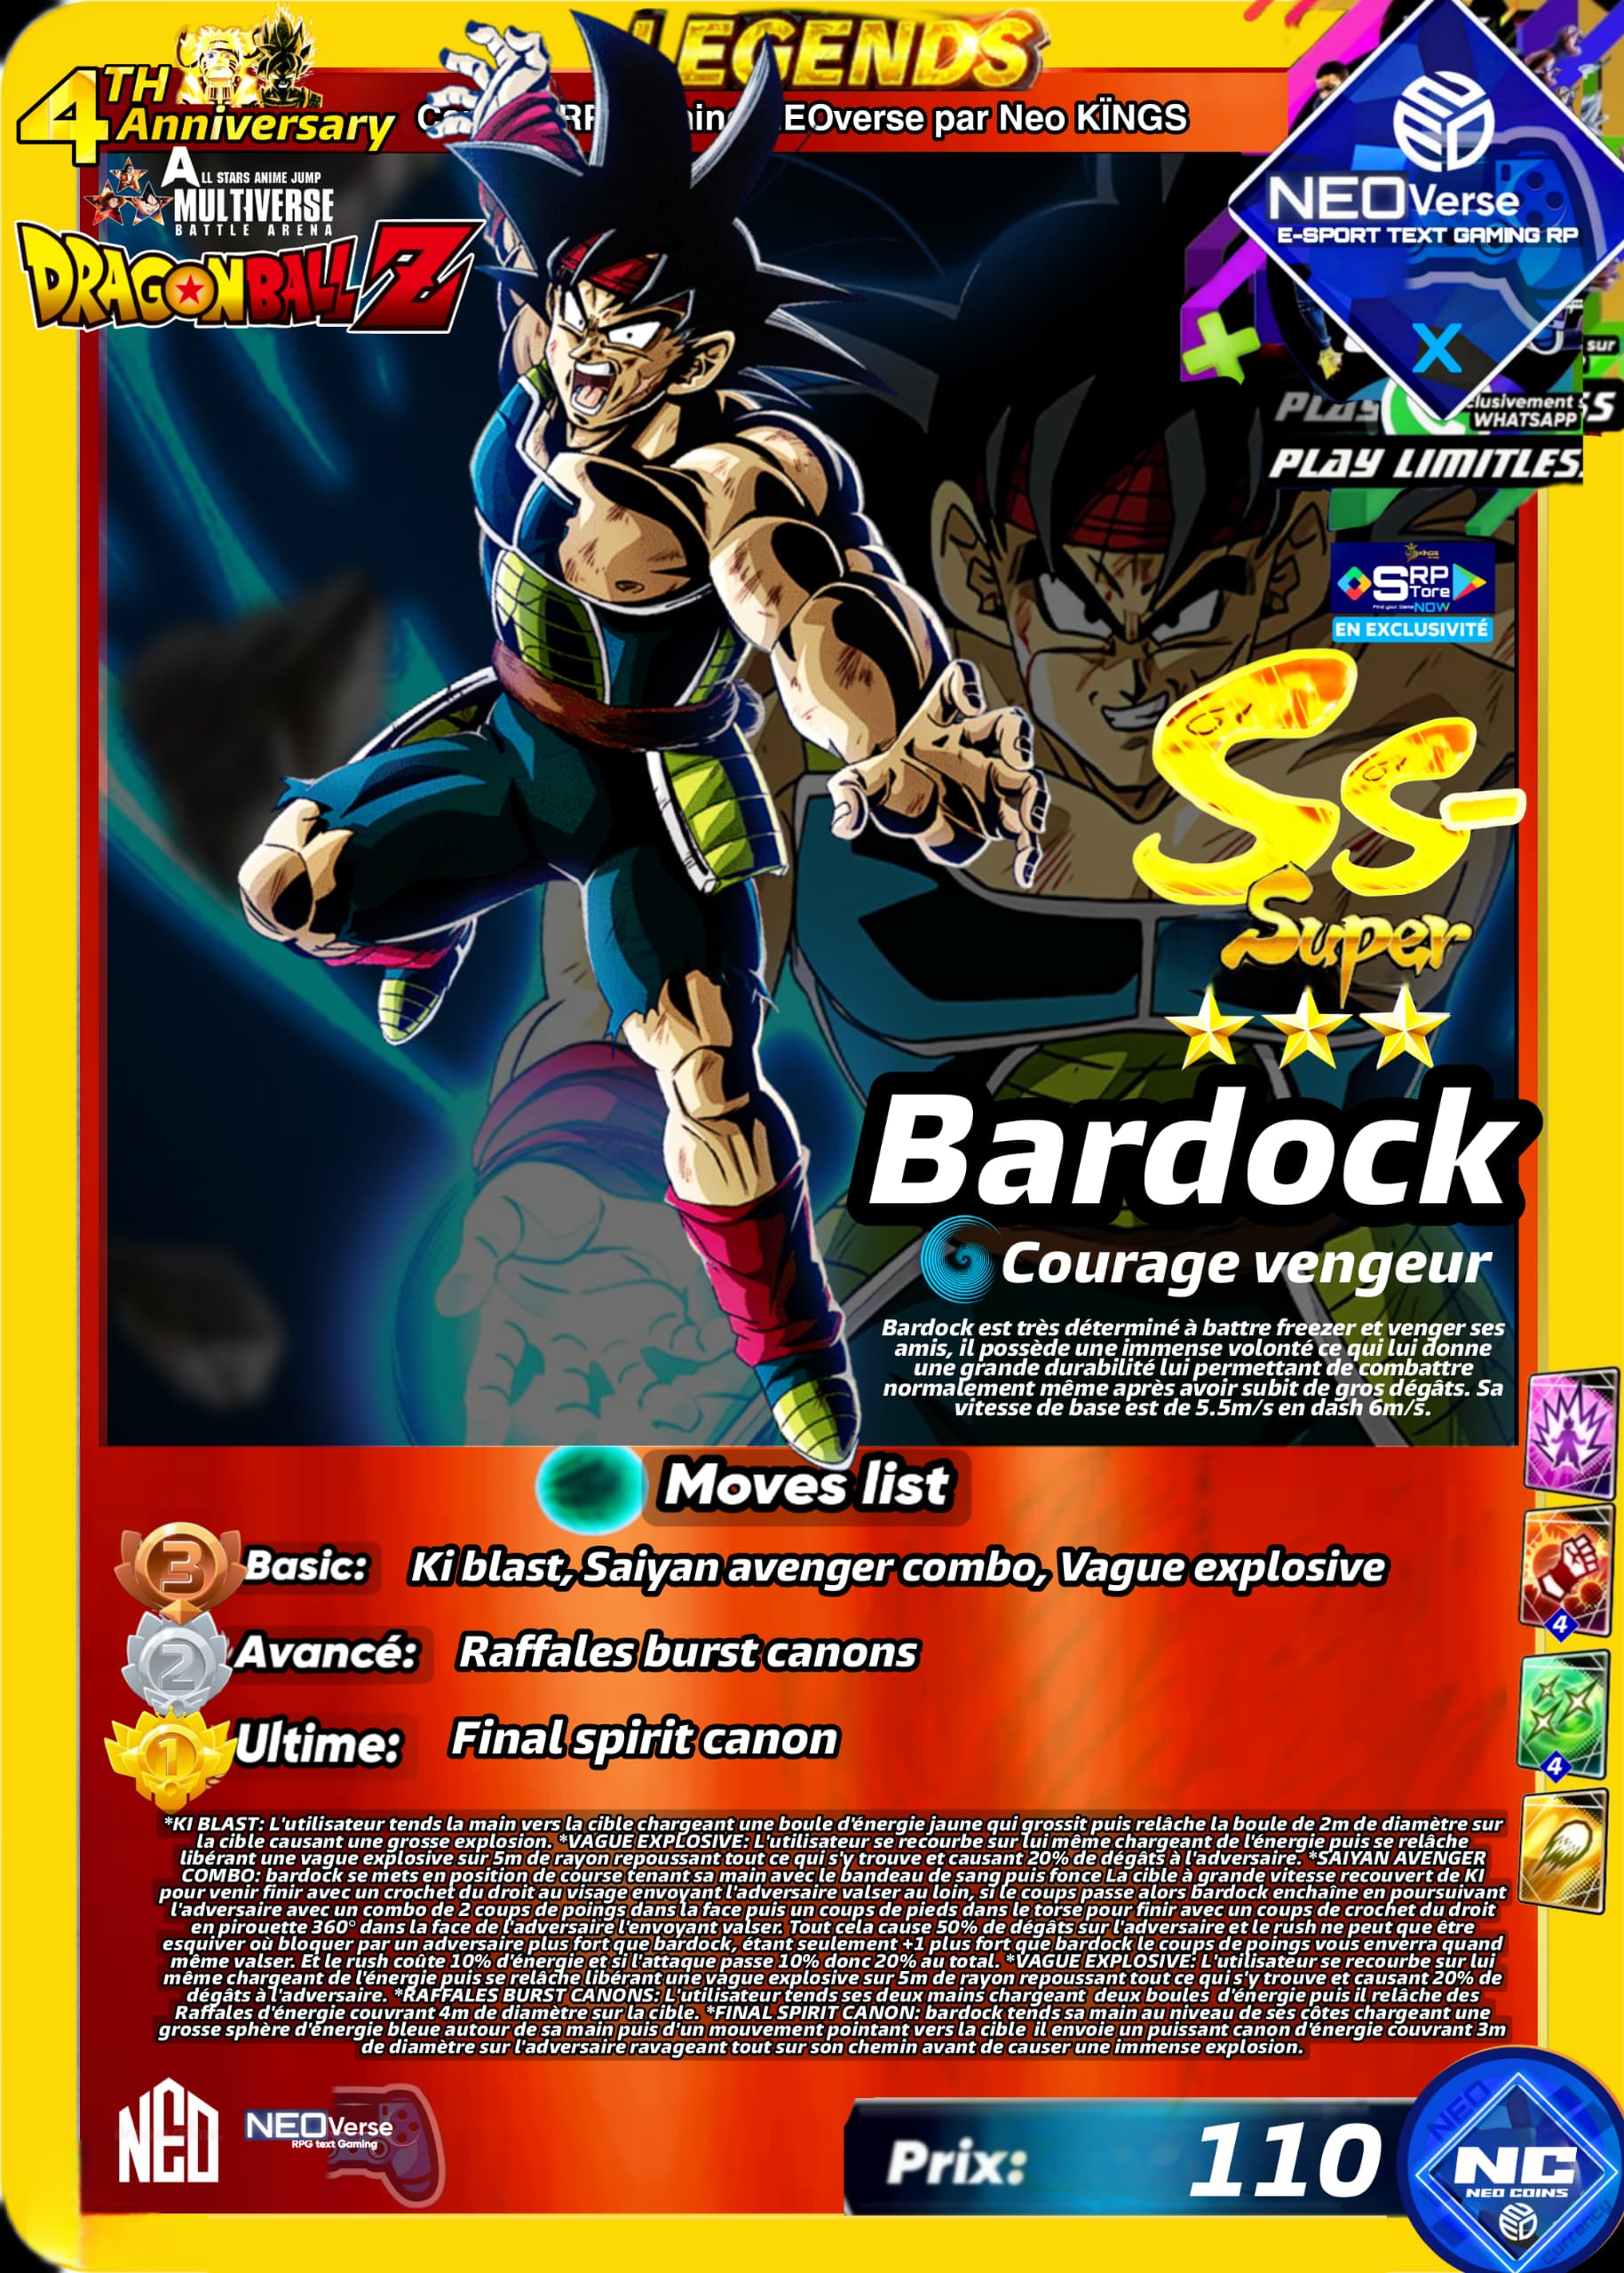 LEGENDS
4TH
Anniversary
EOverse par Neo KÏNGS
ALL STARS ANIME JUMP
MULTIVERSE
BATTLE ARENA
DRAGONBALL Z
NEOVerse
E-SPORT TEXT GAMING RP
X
sur
WHATSAPP
PLAY LIMITLES
KINGS
SRP
Tore
Find your Game NOW
EN EXCLUSIVITÉ
Ss-
Super
Bardock
Courage vengeur
Bardock est très déterminé à battre freezer et venger ses
amis, il possède une immense volonté ce qui lui donne
une grande durabilité lui permettant de combattre
normalement même après avoir subit de gros dégâts. Sa
vitesse de base est de 5.5m/s en dash 6m/s.
Moves list
3 Basic: Ki blast, Saiyan avenger combo, Vague explosive
2 Avancé: Raffales burst canons
1 Ultime: Final spirit canon
4
4
*KI BLAST: L'utilisateur tends la main vers la cible chargeant une boule d'énergie jaune qui grossit puis relâche la boule de 2m de diamètre sur
la cible causant une grosse explosion. *VAGUE EXPLOSIVE: L'utilisateur se recourbe sur lui même chargeant de l'énergie puis se relâche
libérant une vague explosive sur 5m de rayon repoussant tout ce qui s'y trouve et causant 20% de dégâts à l'adversaire. *SAIYAN AVENGER
COMBO: bardock se mets en position de course tenant sa main avec le bandeau de sang puis fonce La cible à grande vitesse recouvert de KI
pour venir finir avec un crochet du droit au visage envoyant l'adversaire valser au loin, si le coups passe alors bardock enchaîne en poursuivant
l'adversaire avec un combo de 2 coups de poings dans la face puis un coups de pieds dans le torse pour finir avec un coups de crochet du droit
en pirouette 360° dans la face de l'adversaire l'envoyant valser. Tout cela cause 50% de dégâts sur l'adversaire et le rush ne peut que être
esquiver où bloquer par un adversaire plus fort que bardock, étant seulement +1 plus fort que bardock le coups de poings vous enverra quand
même valser. Et le rush coûte 10% d'énergie et si l'attaque passe 10% donc 20% au total. *VAGUE EXPLOSIVE: L'utilisateur se recourbe sur lui
même chargeant de l'énergie puis se relâche libérant une vague explosive sur 5m de rayon repoussant tout ce qui s'y trouve et causant 20% de
dégâts à l'adversaire. *RAFFALES BURST CANONS: L'utilisateur tends ses deux mains chargeant deux boules d'énergie puis il relâche des
Raffales d'énergie couvrant 4m de diamètre sur la cible. *FINAL SPIRIT CANON: bardock tends sa main au niveau de ses côtes chargeant une
grosse sphère d'énergie bleue autour de sa main puis d'un mouvement pointant vers la cible il envoie un puissant canon d'énergie couvrant 3m
de diamètre sur l'adversaire ravageant tout sur son chemin avant de causer une immense explosion.
NEO
NEOVerse
RPG text Gaming
Prix: 110
NEO
NC
NEO COINS
Currency